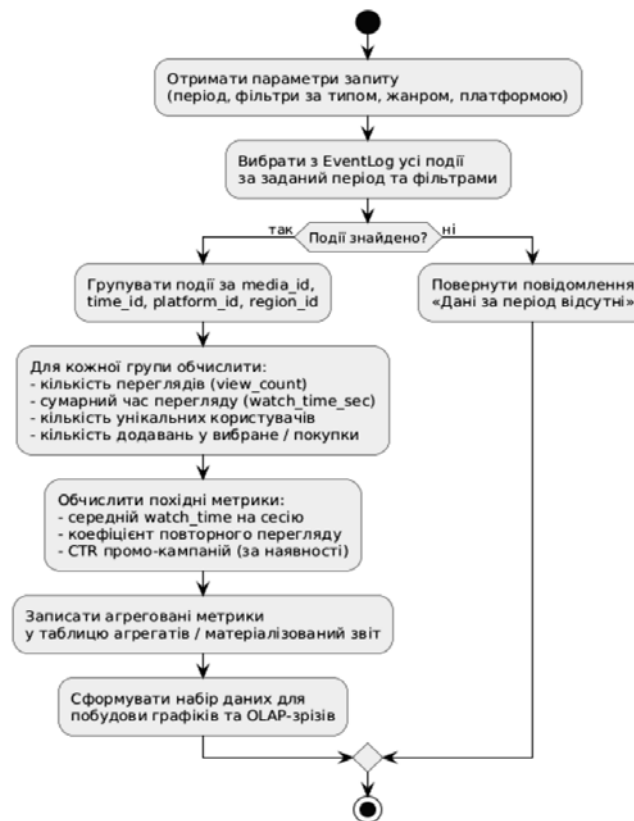 Отримати параметри запиту
(період, фільтри за типом, жанром, платформою)
Вибрати з EventLog усі події
за заданий період та фільтрами
так
Події знайдено?
ні
Групувати події за media_id,
time_id, platform_id, region_id
Повернути повідомлення
«Дані за період відсутні»
Для кожної групи обчислити:
- кількість переглядів (view_count)
- сумарний час перегляду (watch_time_sec)
- кількість унікальних користувачів
- кількість додавань у вибране / покупки
Обчислити похідні метрики:
- середній watch_time на сесію
- коефіцієнт повторного перегляду
- CTR промо-кампаній (за наявності)
Записати агреговані метрики
у таблицю агрегатів / матеріалізований звіт
Сформувати набір даних для
побудови графіків та OLAP-зрізів